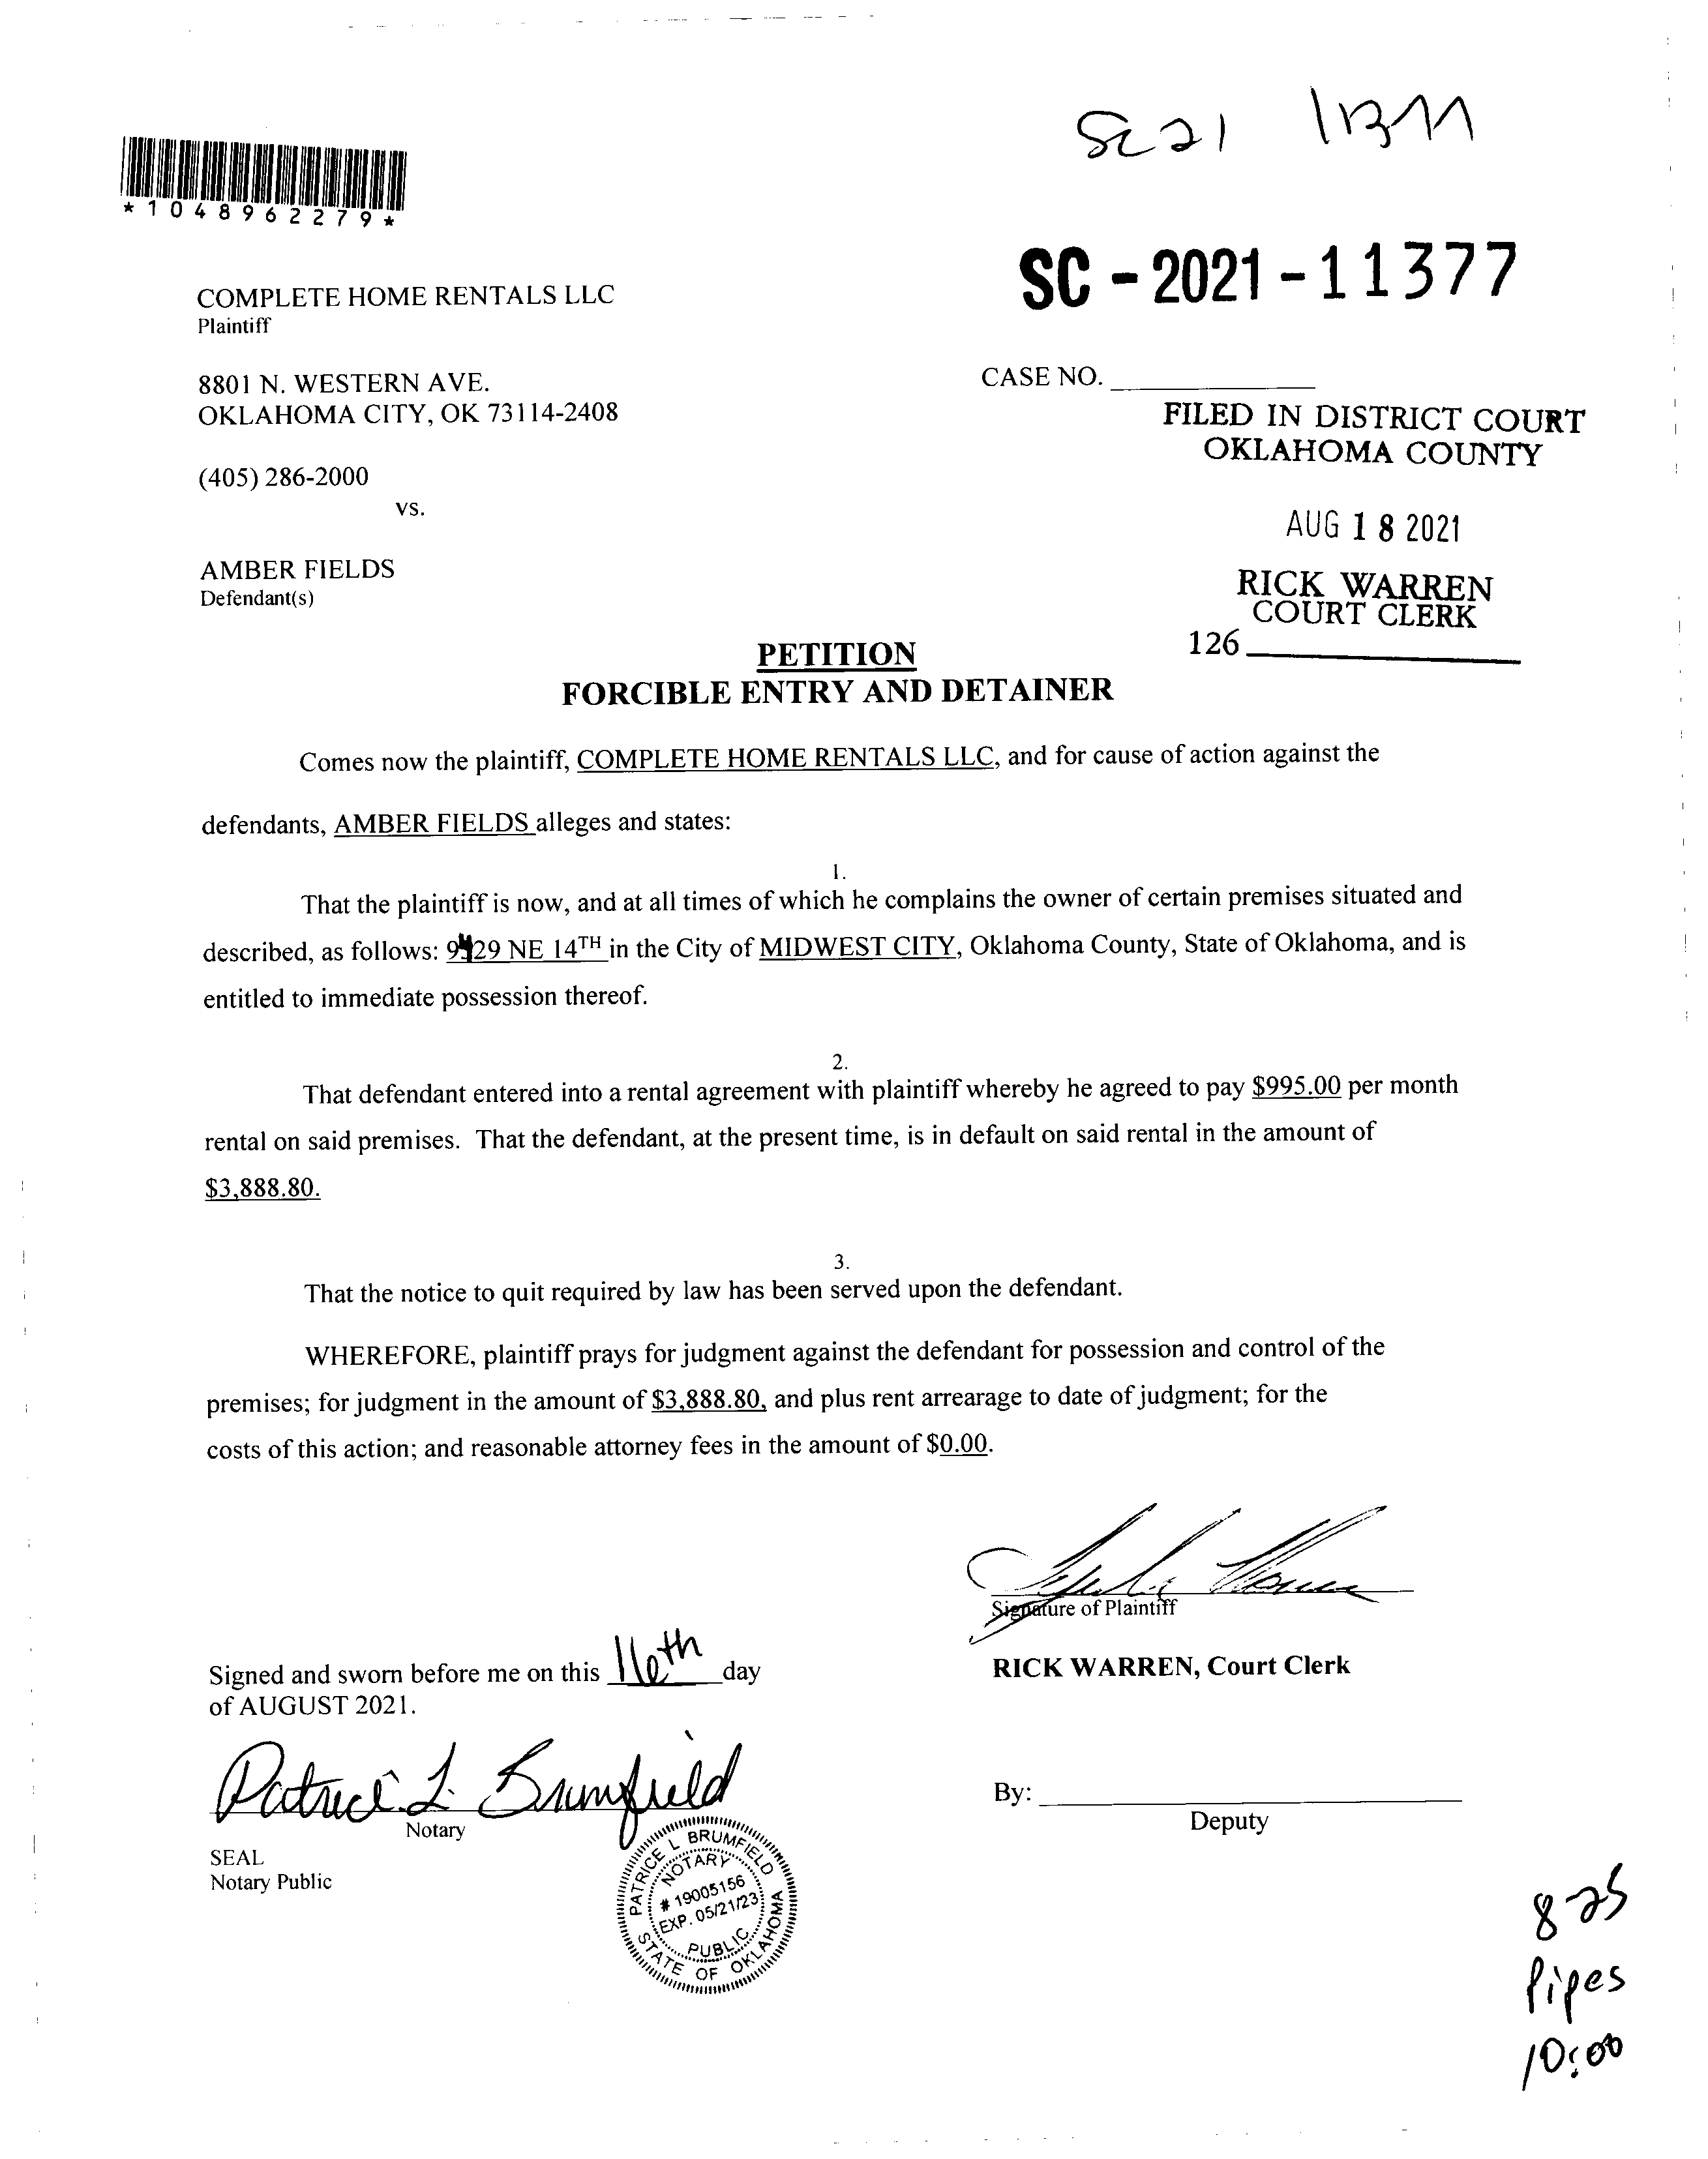 SC 21 11377
*1048962279*
SC - 2021 - 11377
COMPLETE HOME RENTALS LLC
Plaintiff
8801 N. WESTERN AVE.
OKLAHOMA CITY, OK 73114-2408
CASE NO.
FILED IN DISTRICT COURT
OKLAHOMA COUNTY
(405) 286-2000
vs.
AUG 18 2021
AMBER FIELDS
Defendant(s)
RICK WARREN
COURT CLERK
126
PETITION
FORCIBLE ENTRY AND DETAINER
Comes now the plaintiff, COMPLETE HOME RENTALS LLC, and for cause of action against the
defendants, AMBER FIELDS alleges and states:
1.
That the plaintiff is now, and at all times of which he complains the owner of certain premises situated and
described, as follows: 9429 NE 14TH in the City of MIDWEST CITY, Oklahoma County, State of Oklahoma, and is
entitled to immediate possession thereof.
2.
That defendant entered into a rental agreement with plaintiff whereby he agreed to pay $995.00 per month
rental on said premises. That the defendant, at the present time, is in default on said rental in the amount of
$3,888.80.
3.
That the notice to quit required by law has been served upon the defendant.
WHEREFORE, plaintiff prays for judgment against the defendant for possession and control of the
premises; for judgment in the amount of $3,888.80, and plus rent arrearage to date of judgment; for the
costs of this action; and reasonable attorney fees in the amount of $0.00.
Signature of Plaintiff
Signed and sworn before me on this 16th day
of AUGUST 2021.
RICK WARREN, Court Clerk
Patrice L. Brumfield
Notary
By:
Deputy
SEAL
Notary Public
PATRICE L BRUMFIELD
NOTARY
# 19005156
EXP. 05/21/23
PUBLIC
STATE OF OKLAHOMA
8 25
Pipes
10:00